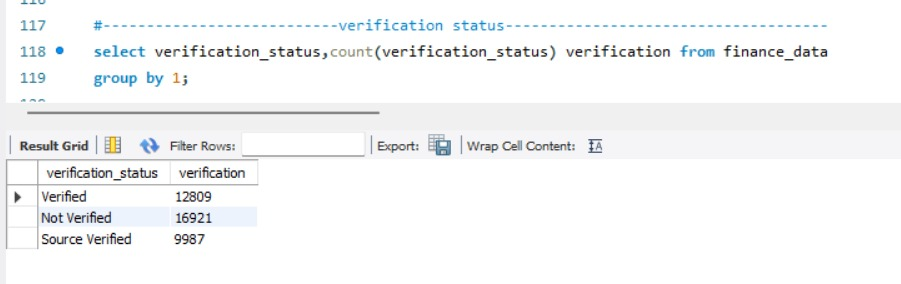 117 #--------------------------verification status------------------------------------
118 select verification_status,count(verification_status) verification from finance_data
119 group by 1;
Result Grid Filter Rows: Export: Wrap Cell Content: IA
verification_status verification
Verified 12809
Not Verified 16921
Source Verified 9987